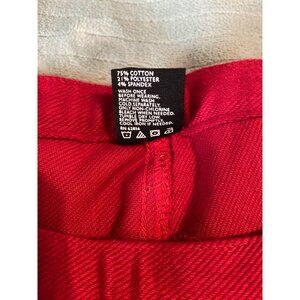 75% COTTON
21% POLYESTER
4% SPANDEX
WASH ONCE
BEFORE WEARING.
MACHINE WASH
COLD,SEPARATELY.
ONLY NON-CHLORINE
BLEACH WHEN NEEDED.
TUMBLE DRY LOW.
REMOVE PROMPTLY.
COOL IRON IF NEEDED.
RN 62816